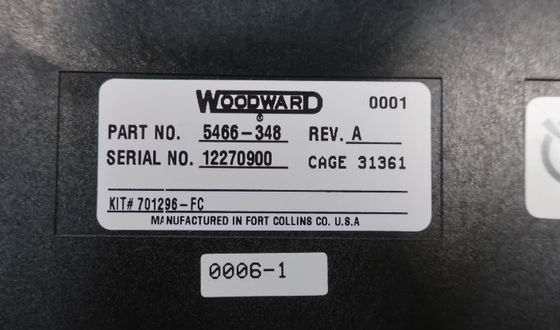 WOODWARD 0001
®
PART NO. 5466-348 REV. A
SERIAL NO. 12270900 CAGE 31361
KIT# 701296-FC
MANUFACTURED IN FORT COLLINS CO. U.S.A
0006-1